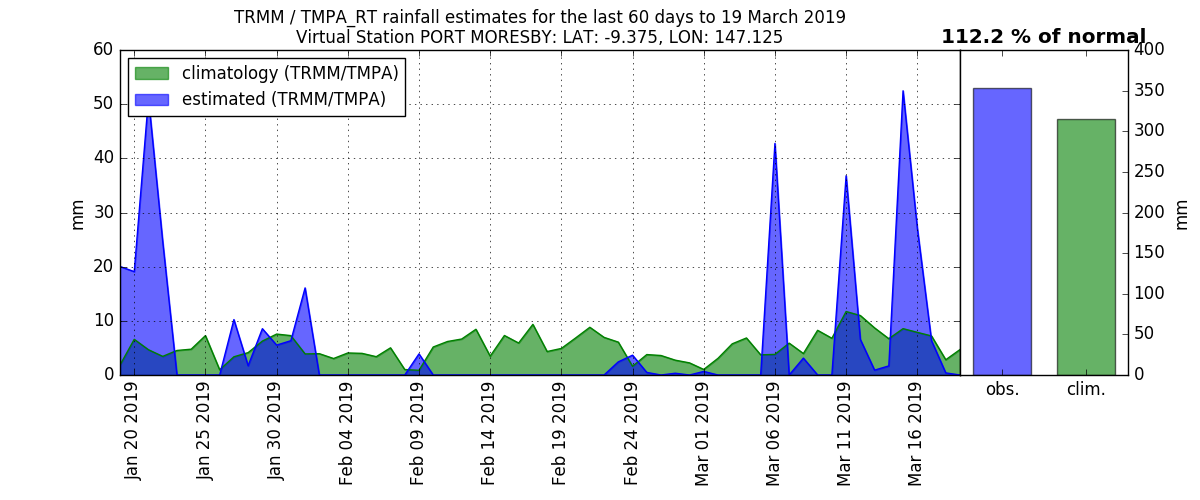 TRMM / TMPA_RT rainfall estimates for the last 60 days to 19 March 2019
Virtual Station PORT MORESBY: LAT: -9.375, LON: 147.125
112.2 % of normal
climatology (TRMM/TMPA)
estimated (TRMM/TMPA)
60
50
40
30
20
10
0
mm
Jan 20 2019
Jan 25 2019
Jan 30 2019
Feb 04 2019
Feb 09 2019
Feb 14 2019
Feb 19 2019
Feb 24 2019
Mar 01 2019
Mar 06 2019
Mar 11 2019
Mar 16 2019
400
350
300
250
200
150
100
50
0
mm
obs.
clim.